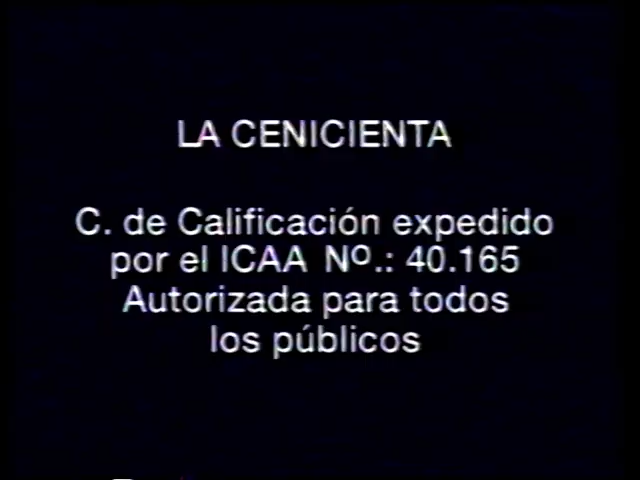 LA CENICIENTA
C. de Calificación expedido
por el ICAA Nº.: 40.165
Autorizada para todos
los públicos